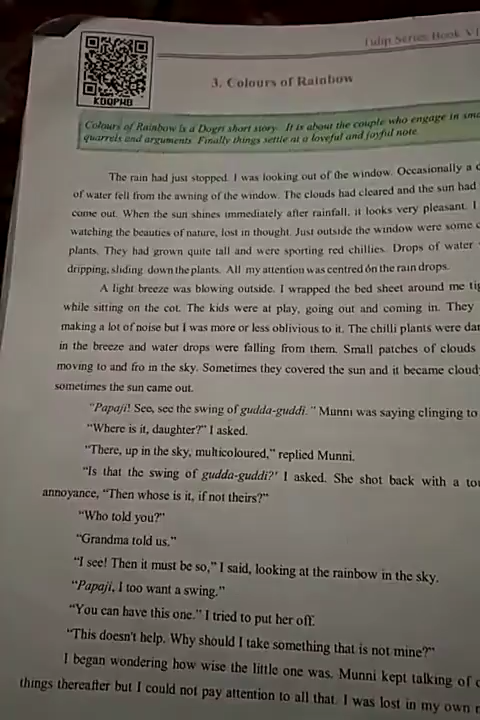 Tulip Series Book
3. Colours of Rainbow
Colours of Rainbow is a Dogri short story. It is about the couple who engage in
quarrels and arguments. Finally things settle at a loveful and joyful note.
The rain had just stopped. I was looking out of the window. Occasionally a
of water fell from the awning of the window. The clouds had cleared and the sun had
come out. When the sun shines immediately after rainfall, it looks very pleasant. I
watching the beauties of nature, lost in thought. Just outside the window were some
plants. They had grown quite tall and were sporting red chillies. Drops of water
dripping, sliding down the plants. All my attention was centred on the rain drops.
A light breeze was blowing outside. I wrapped the bed sheet around me
while sitting on the cot. The kids were at play, going out and coming in. They
making a lot of noise but I was more or less oblivious to it. The chilli plants were
in the breeze and water drops were falling from them. Small patches of clouds
moving to and fro in the sky. Sometimes they covered the sun and it became
sometimes the sun came out.
"Papaji! See, see the swing of gudda-guddi." Munni was saying clinging to
"Where is it, daughter?" I asked.
"There, up in the sky, multicoloured," replied Munni.
"Is that the swing of gudda-guddi?' I asked. She shot back with a
annoyance, "Then whose is it, if not theirs?"
"Who told you?"
"Grandma told us."
"I see! Then it must be so," I said, looking at the rainbow in the sky.
"Papaji, I too want a swing."
"You can have this one." I tried to put her off.
"This doesn't help. Why should I take something that is not mine?"
I began wondering how wise the little one was. Munni kept talking of
things thereafter but I could not pay attention to all that. I was lost in my own